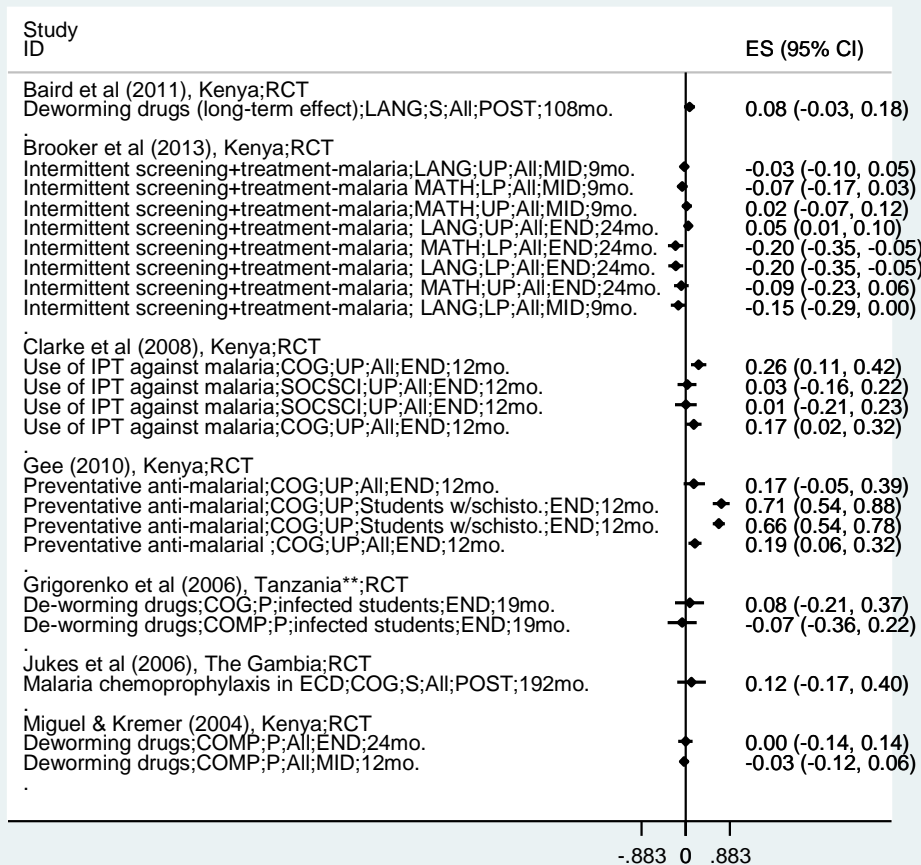 Study
ID
ES (95% CI)
Baird et al (2011), Kenya;RCT
Deworming drugs (long-term effect);LANG;S;All;POST;108mo. 0.08 (-0.03, 0.18)
.
Brooker et al (2013), Kenya;RCT
Intermittent screening+treatment-malaria;LANG;UP;All;MID;9mo. -0.03 (-0.10, 0.05)
Intermittent screening+treatment-malaria MATH;LP;All;MID;9mo. -0.07 (-0.17, 0.03)
Intermittent screening+treatment-malaria;MATH;UP;All;MID;9mo. 0.02 (-0.07, 0.12)
Intermittent screening+treatment-malaria; LANG;UP;All;END;24mo. 0.05 (0.01, 0.10)
Intermittent screening+treatment-malaria; MATH;LP;All;END;24mo. -0.20 (-0.35, -0.05)
Intermittent screening+treatment-malaria; LANG;LP;All;END;24mo. -0.20 (-0.35, -0.05)
Intermittent screening+treatment-malaria; MATH;UP;All;END;24mo. -0.09 (-0.23, 0.06)
Intermittent screening+treatment-malaria; LANG;LP;All;MID;9mo. -0.15 (-0.29, 0.00)
.
Clarke et al (2008), Kenya;RCT
Use of IPT against malaria;COG;UP;All;END;12mo. 0.26 (0.11, 0.42)
Use of IPT against malaria;SOCSCI;UP;All;END;12mo. 0.03 (-0.16, 0.22)
Use of IPT against malaria;SOCSCI;UP;All;END;12mo. 0.01 (-0.21, 0.23)
Use of IPT against malaria;COG;UP;All;END;12mo. 0.17 (0.02, 0.32)
.
Gee (2010), Kenya;RCT
Preventative anti-malarial;COG;UP;All;END;12mo. 0.17 (-0.05, 0.39)
Preventative anti-malarial;COG;UP;Students w/schisto.;END;12mo. 0.71 (0.54, 0.88)
Preventative anti-malarial;COG;UP;Students w/schisto.;END;12mo. 0.66 (0.54, 0.78)
Preventative anti-malarial ;COG;UP;All;END;12mo. 0.19 (0.06, 0.32)
.
Grigorenko et al (2006), Tanzania**;RCT
De-worming drugs;COG;P;infected students;END;19mo. 0.08 (-0.21, 0.37)
De-worming drugs;COMP;P;infected students;END;19mo. -0.07 (-0.36, 0.22)
.
Jukes et al (2006), The Gambia;RCT
Malaria chemoprophylaxis in ECD;COG;S;All;POST;192mo. 0.12 (-0.17, 0.40)
.
Miguel & Kremer (2004), Kenya;RCT
Deworming drugs;COMP;P;All;END;24mo. 0.00 (-0.14, 0.14)
Deworming drugs;COMP;P;All;MID;12mo. -0.03 (-0.12, 0.06)
.
-.883 0 .883